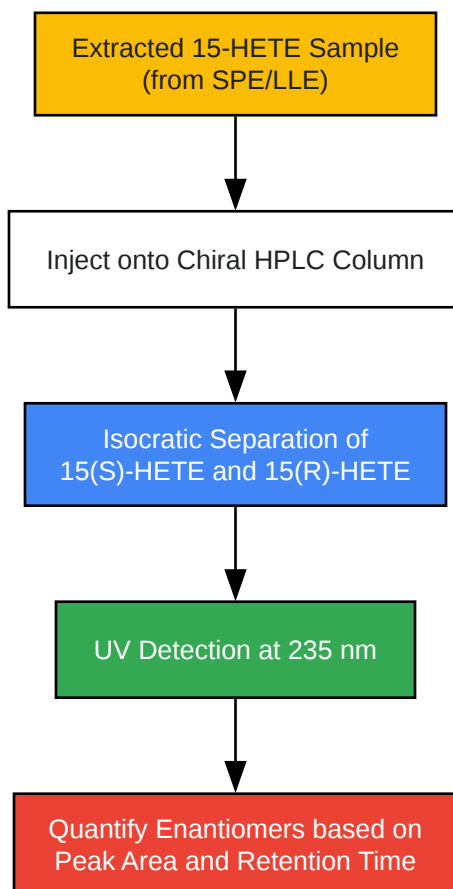 Extracted 15-HETE Sample
(from SPE/LLE)
Inject onto Chiral HPLC Column
Isocratic Separation of
15(S)-HETE and 15(R)-HETE
UV Detection at 235 nm
Quantify Enantiomers based on
Peak Area and Retention Time